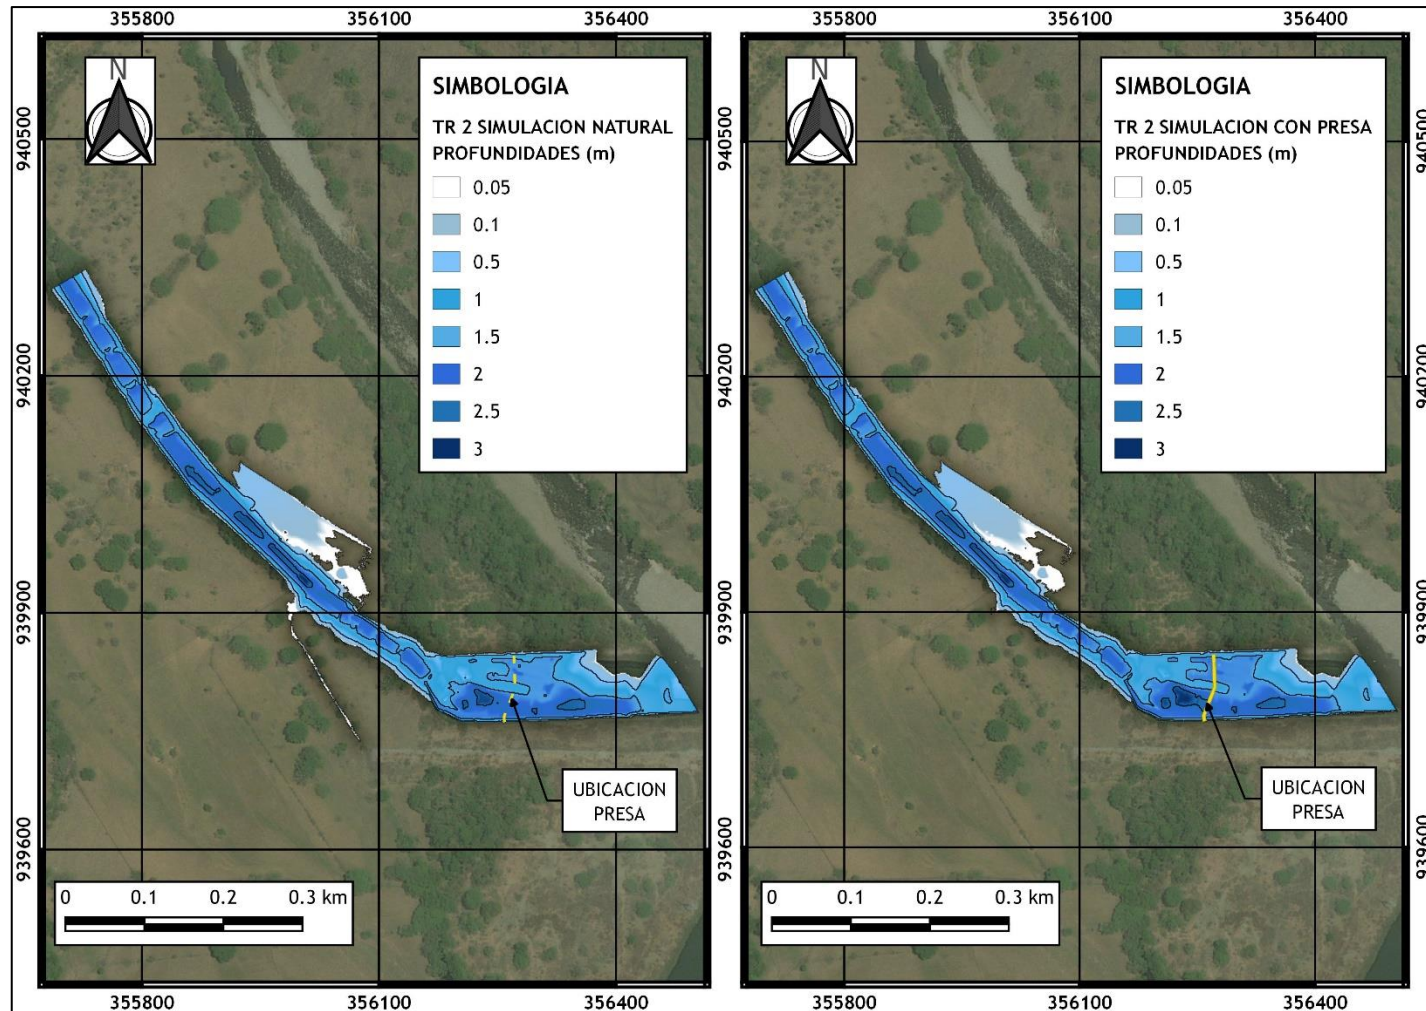 355800 356100 356400
N
SIMBOLOGIA
TR 2 SIMULACION NATURAL
PROFUNDIDADES (m)
0.05
0.1
0.5
1
1.5
2
2.5
3
940500
940200
939900
939600
UBICACION
PRESA
0 0.1 0.2 0.3 km
355800 356100 356400
355800 356100 356400
N
SIMBOLOGIA
TR 2 SIMULACION CON PRESA
PROFUNDIDADES (m)
0.05
0.1
0.5
1
1.5
2
2.5
3
940500
940200
939900
939600
940500
940200
939900
939600
UBICACION
PRESA
0 0.1 0.2 0.3 km
355800 356100 356400